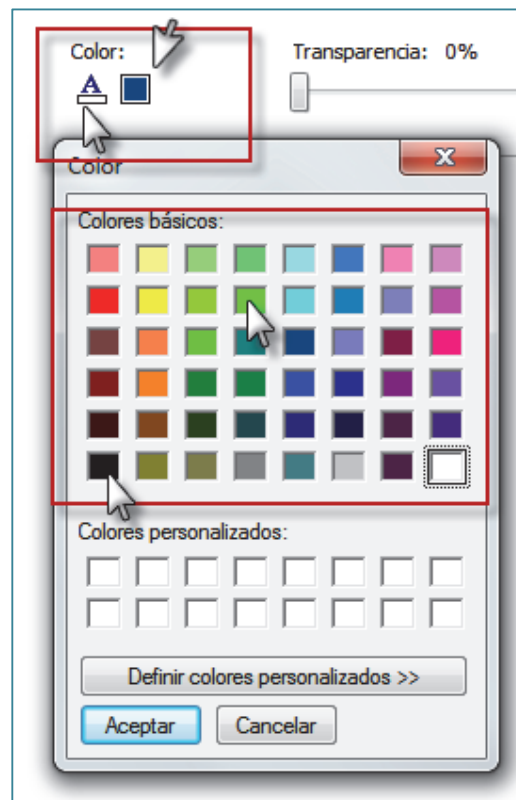 Color: Transparencia: 0%
A
Color
Colores básicos:
Colores personalizados:
Definir colores personalizados >>
Aceptar Cancelar